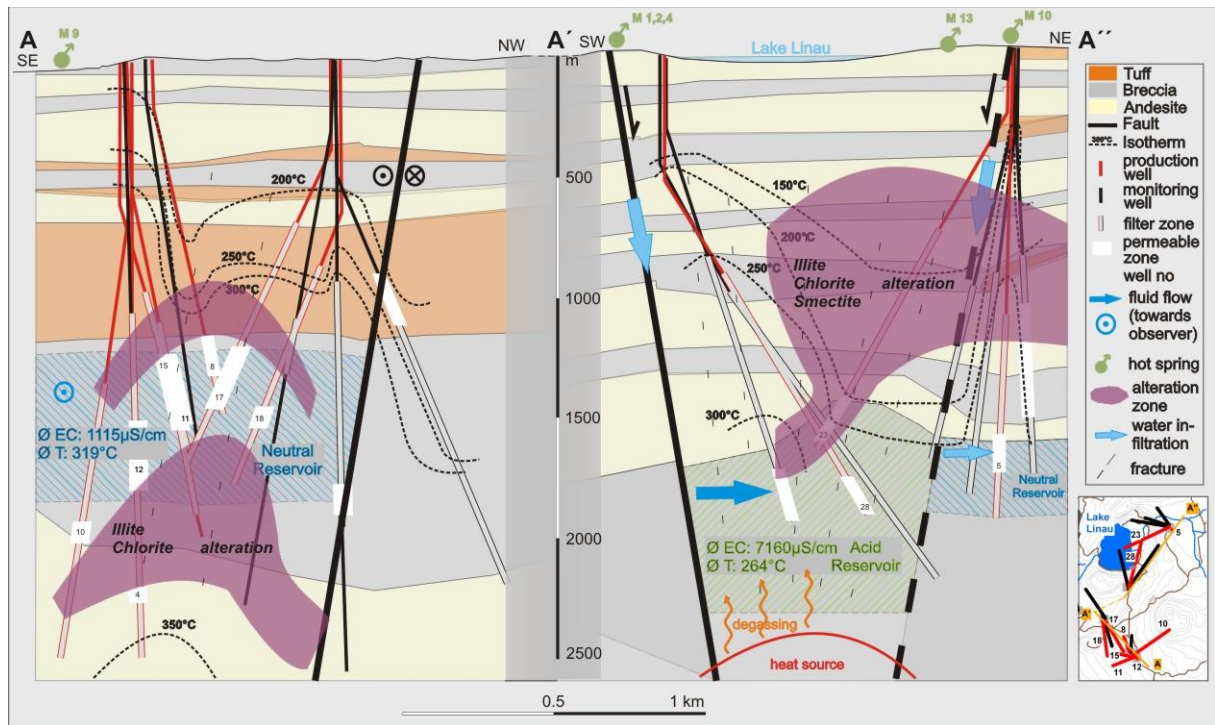 M 9
A
SE
NW
A´
SW
M 1,2,4
Lake Linau
M 13
M 10
NE
A´´
m
500
1000
1500
2000
2500
200°C
250°C
300°C
15
8
17
11
18
12
10
4
Ø EC: 1115µS/cm
Ø T: 319°C
Neutral
Reservoir
Illite
Chlorite alteration
350°C
150°C
200°C
250°C
Illite
Chlorite alteration
Smectite
300°C
23
28
5
Neutral
Reservoir
Ø EC: 7160µS/cm Acid
Ø T: 264°C Reservoir
degassing
heat source
0.5 1 km
Tuff
Breccia
Andesite
Fault
300°C Isotherm
production
well
monitoring
well
filter zone
permeable
zone
well no
fluid flow
(towards
observer)
hot spring
alteration
zone
water in-
filtration
fracture
Lake
Linau
A''
23
5
28
A'
17
8
10
18
15
A
12
11